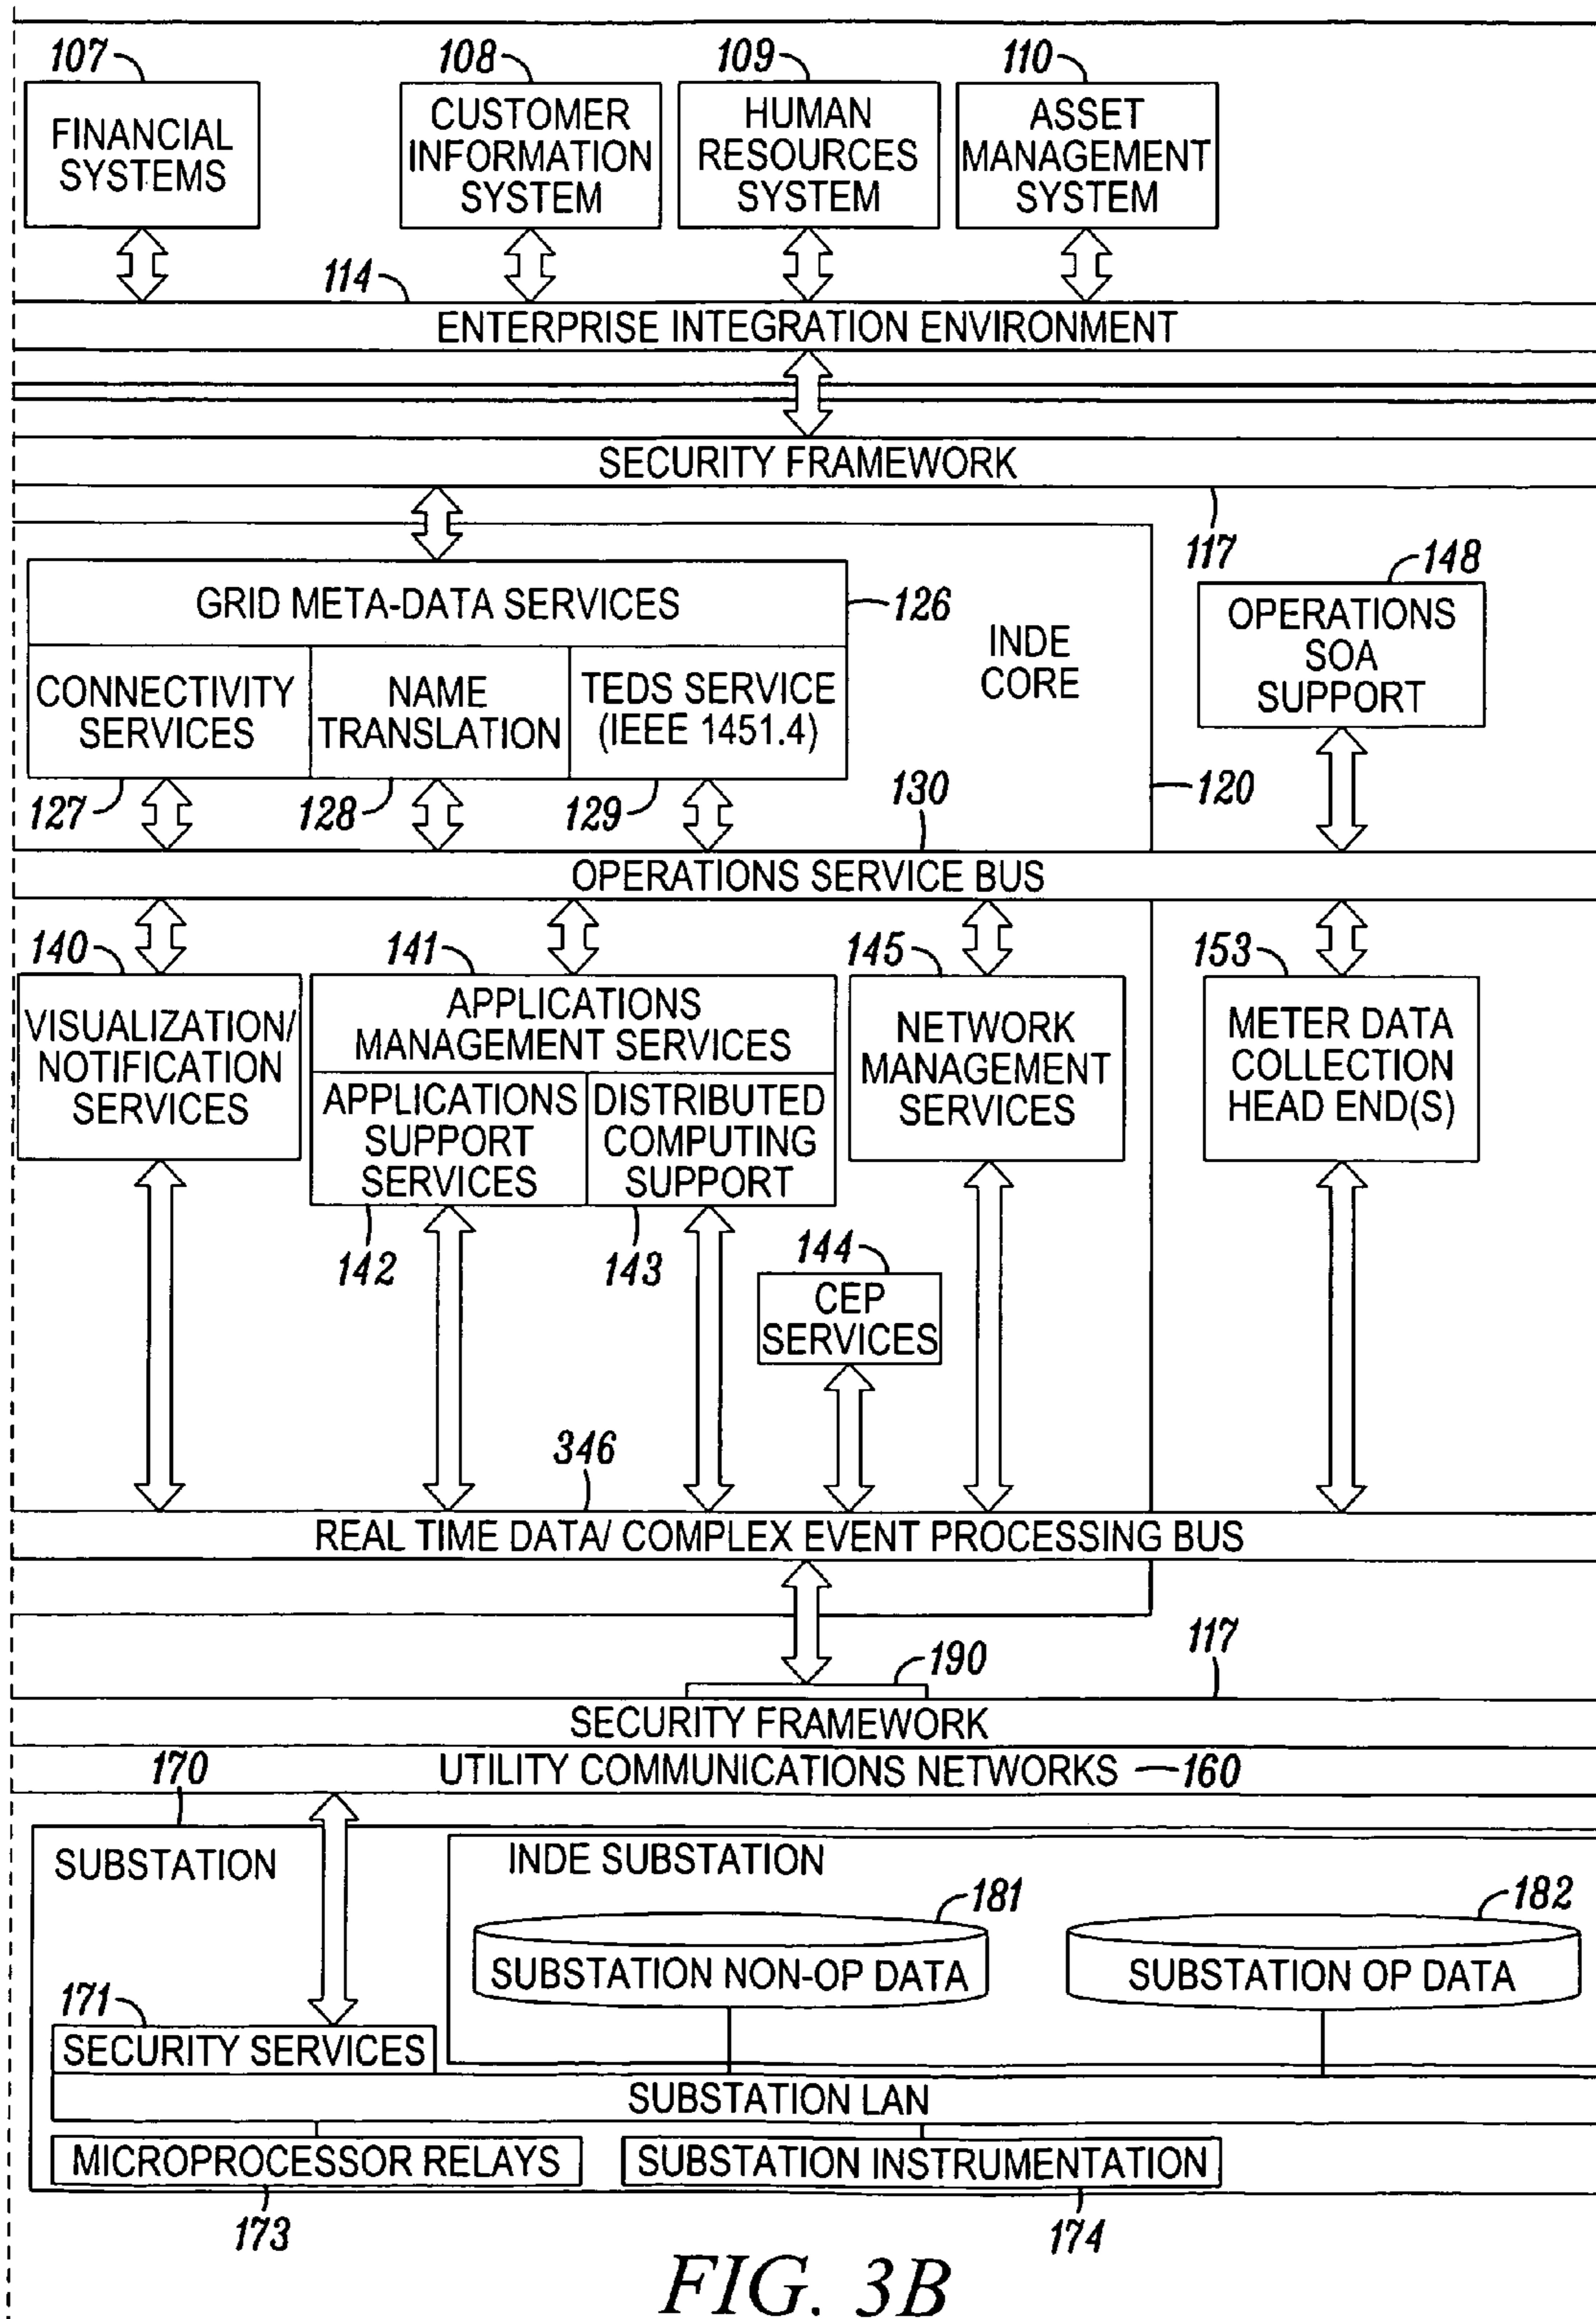 107
108
109
110
FINANCIAL
SYSTEMS
CUSTOMER
INFORMATION
SYSTEM
HUMAN
RESOURCES
SYSTEM
ASSET
MANAGEMENT
SYSTEM
114
ENTERPRISE INTEGRATION ENVIRONMENT
SECURITY FRAMEWORK
117
148
GRID META-DATA SERVICES
126
INDE
CORE
OPERATIONS
SOA
SUPPORT
CONNECTIVITY
SERVICES
NAME
TRANSLATION
TEDS SERVICE
(IEEE 1451.4)
127
128
129
130
120
OPERATIONS SERVICE BUS
140
141
145
153
VISUALIZATION/
NOTIFICATION
SERVICES
APPLICATIONS
MANAGEMENT SERVICES
APPLICATIONS
SUPPORT
SERVICES
DISTRIBUTED
COMPUTING
SUPPORT
NETWORK
MANAGEMENT
SERVICES
METER DATA
COLLECTION
HEAD END(S)
142
143
144
CEP
SERVICES
346
REAL TIME DATA/ COMPLEX EVENT PROCESSING BUS
117
190
SECURITY FRAMEWORK
UTILITY COMMUNICATIONS NETWORKS
160
170
SUBSTATION
INDE SUBSTATION
181
182
SUBSTATION NON-OP DATA
SUBSTATION OP DATA
171
SECURITY SERVICES
SUBSTATION LAN
MICROPROCESSOR RELAYS
SUBSTATION INSTRUMENTATION
173
174
FIG. 3B